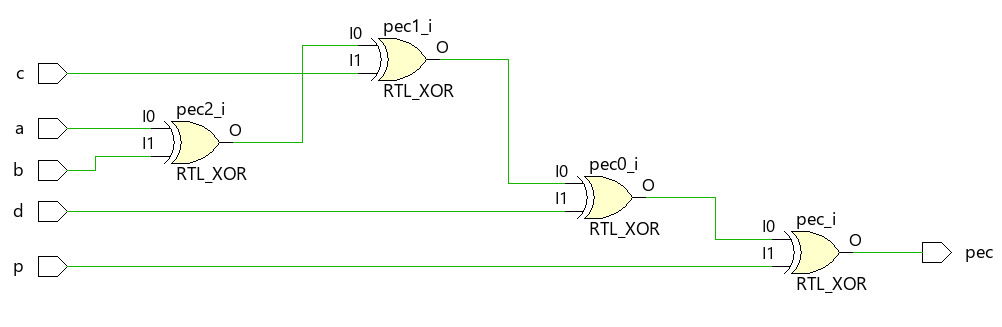 pec1_i
I0
O
I1
c
RTL_XOR
pec2_i
I0
a
O
I1
b
RTL_XOR
pec0_i
I0
O
I1
d
RTL_XOR
pec_i
I0
O
I1
pec
p
RTL_XOR